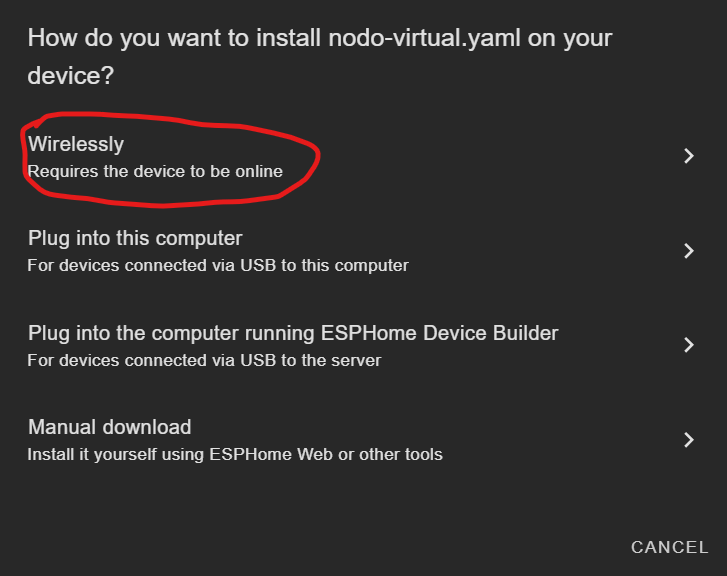 How do you want to install nodo-virtual.yaml on your
device?
Wirelessly
Requires the device to be online
Plug into this computer
For devices connected via USB to this computer
Plug into the computer running ESPHome Device Builder
For devices connected via USB to the server
Manual download
Install it yourself using ESPHome Web or other tools
CANCEL